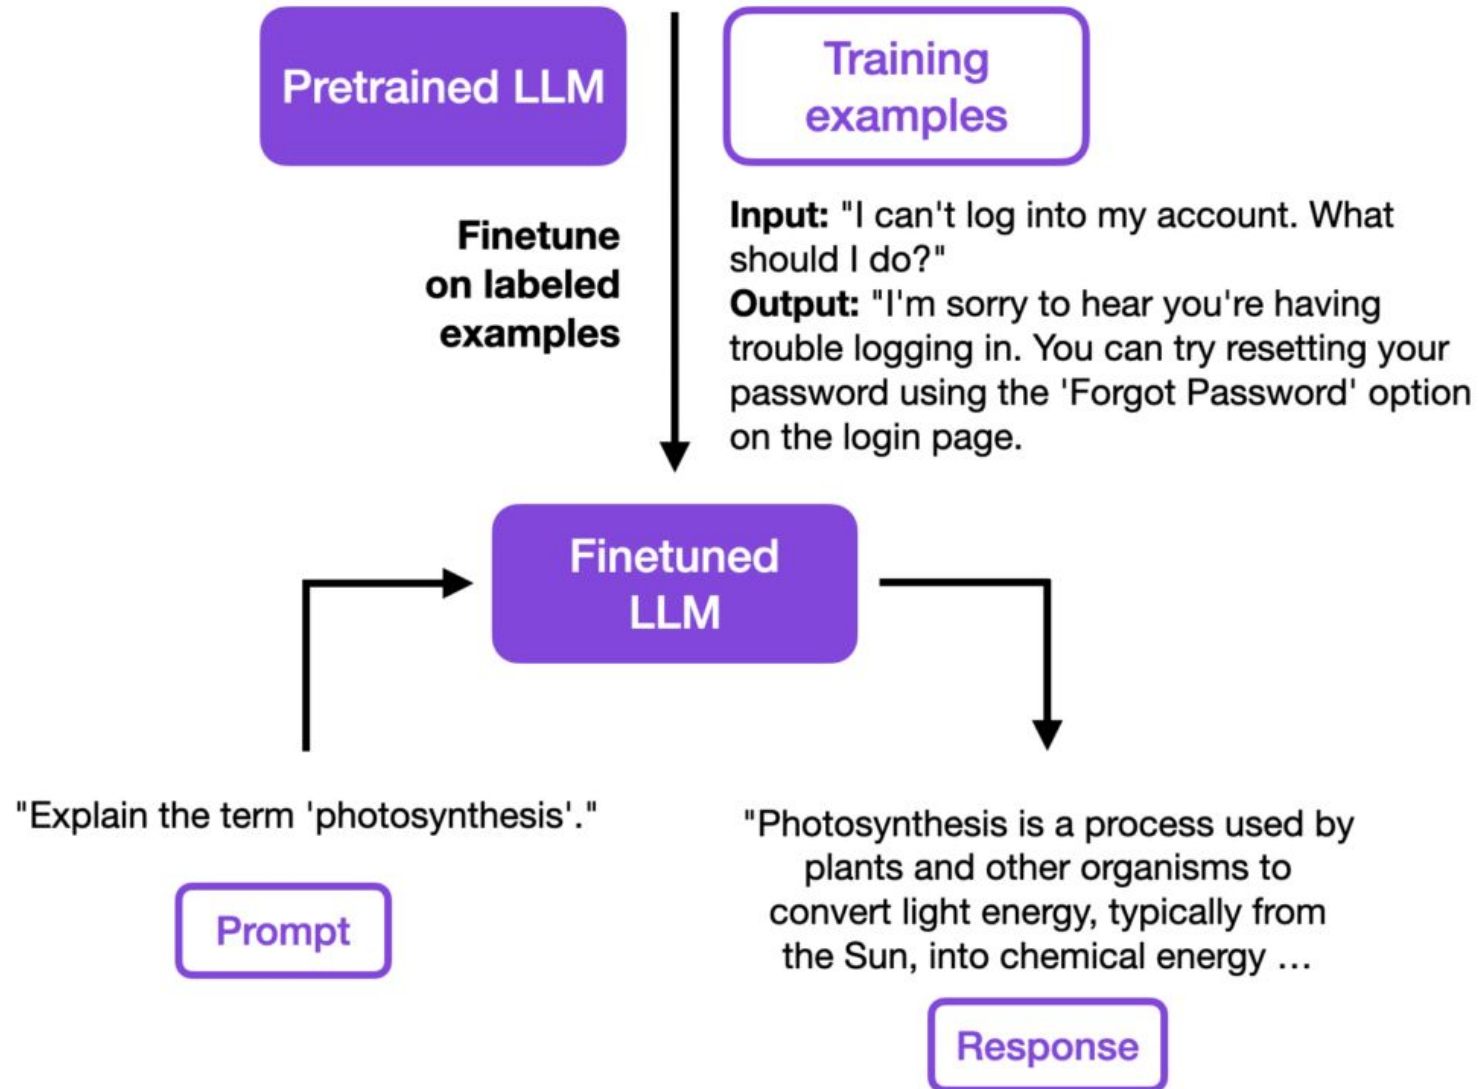 Pretrained LLM
Training
examples
Finetune
on labeled
examples
Input: "I can't log into my account. What
should I do?"
Output: "I'm sorry to hear you're having
trouble logging in. You can try resetting your
password using the 'Forgot Password' option
on the login page.
Finetuned
LLM
"Explain the term 'photosynthesis'."
Prompt
"Photosynthesis is a process used by
plants and other organisms to
convert light energy, typically from
the Sun, into chemical energy ...
Response